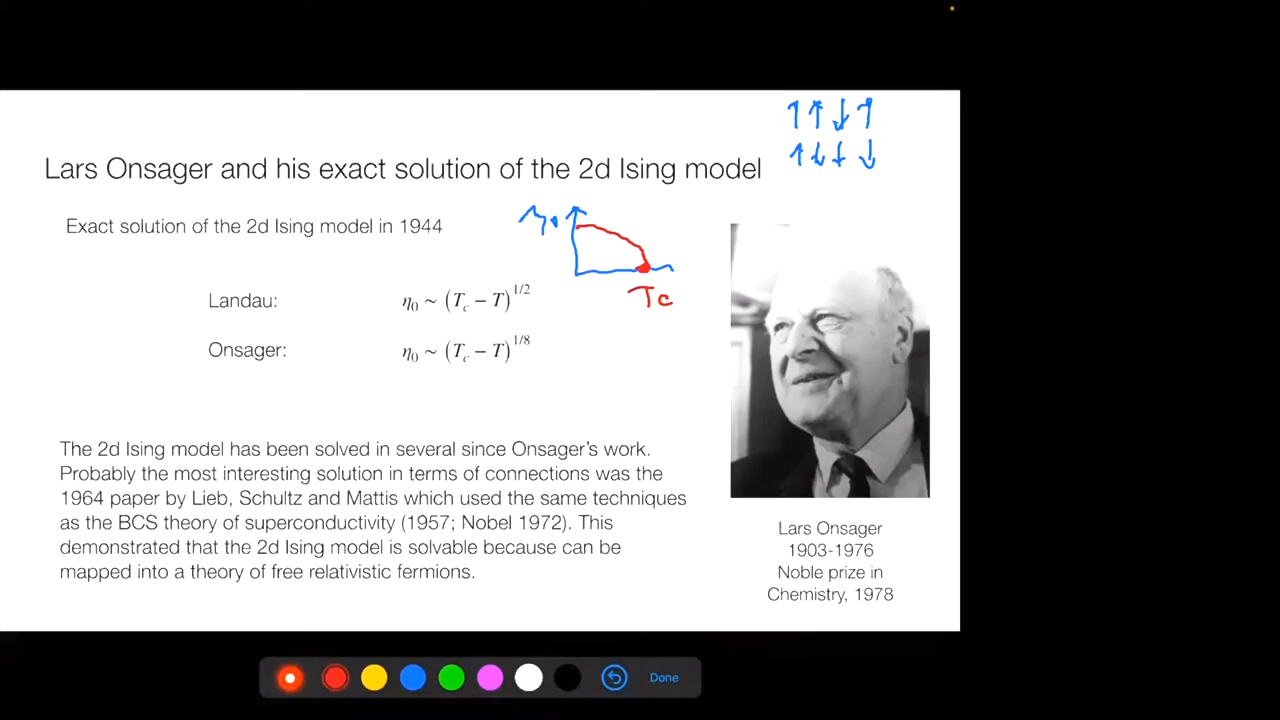 Lars Onsager and his exact solution of the 2d Ising model
Exact solution of the 2d Ising model in 1944
η₀
Tc
Landau: η₀ ~ (T_c − T)^{1/2}
Onsager: η₀ ~ (T_c − T)^{1/8}
The 2d Ising model has been solved in several since Onsager's work.
Probably the most interesting solution in terms of connections was the
1964 paper by Lieb, Schultz and Mattis which used the same techniques
as the BCS theory of superconductivity (1957; Nobel 1972). This
demonstrated that the 2d Ising model is solvable because can be
mapped into a theory of free relativistic fermions.
Lars Onsager
1903-1976
Noble prize in
Chemistry, 1978
Done